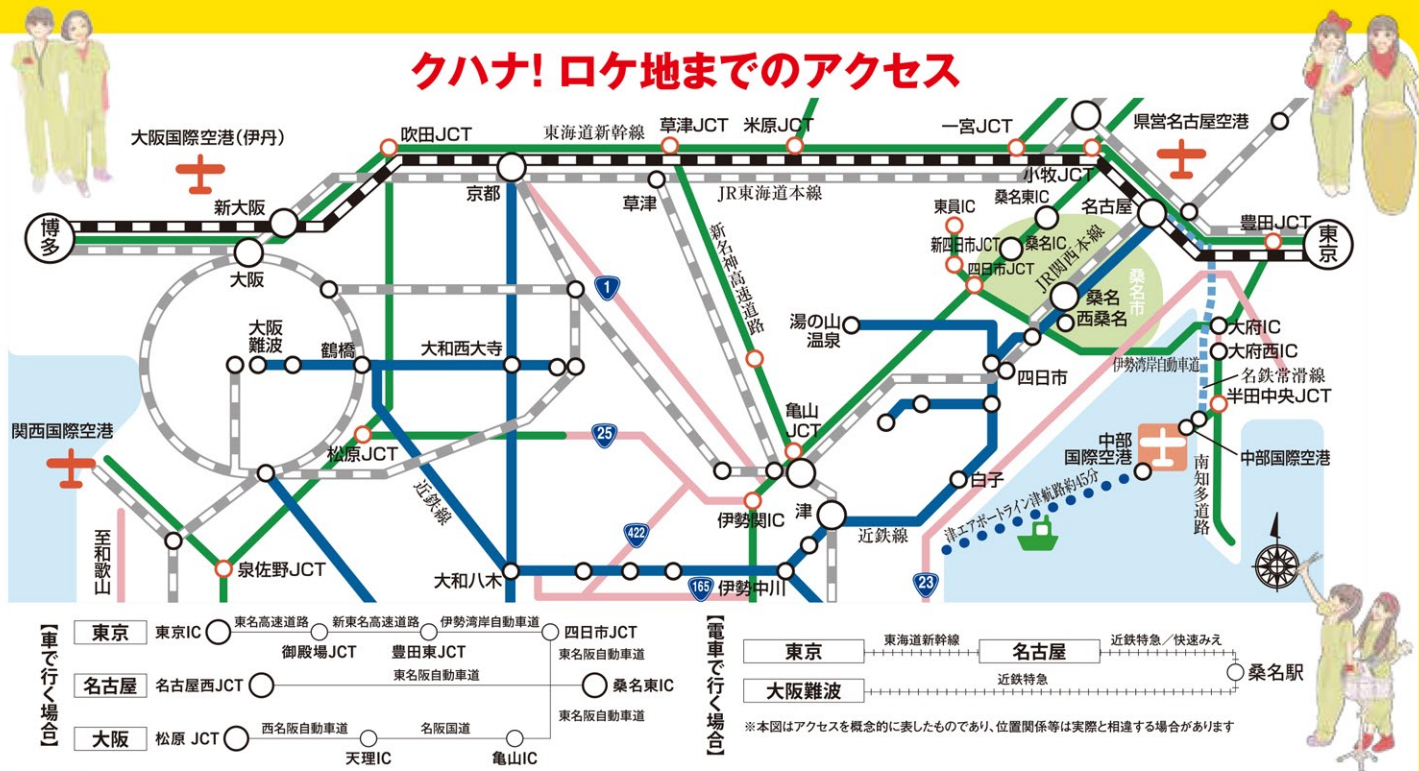 クハナ! ロケ地までのアクセス
大阪国際空港(伊丹)
吹田JCT
東海道新幹線
草津JCT
米原JCT
一宮JCT
県営名古屋空港
小牧JCT
京都
草津
JR東海道本線
桑名東IC
名古屋
新大阪
博多
東員IC
豊田JCT
東京
新四日市JCT
桑名IC
JR関西本線
四日市JCT
大阪
新名神高速道路
1
桑名
桑名市
西桑名
湯の山
温泉
大府IC
大府西IC
大阪
難波
鶴橋
大和西大寺
四日市
伊勢湾岸自動車道
名鉄常滑線
半田中央JCT
亀山
JCT
関西国際空港
松原JCT
25
中部
国際空港
中部国際空港
近鉄線
白子
津エアポートライン津航路約45分
南知多道路
伊勢関IC
津
近鉄線
422
至和歌山
泉佐野JCT
大和八木
165
伊勢中川
23
【車で行く場合】
東京 東京IC 東名高速道路 新東名高速道路 伊勢湾岸自動車道 四日市JCT
御殿場JCT 豊田東JCT 東名阪自動車道
名古屋 名古屋西JCT 東名阪自動車道 桑名東IC
東名阪自動車道
大阪 松原 JCT 西名阪自動車道 名阪国道
天理IC 亀山IC
【電車で行く場合】
東京 東海道新幹線 名古屋 近鉄特急/快速みえ
桑名駅
大阪難波 近鉄特急
※本図はアクセスを概念的に表したものであり、位置関係等は実際と相違する場合があります